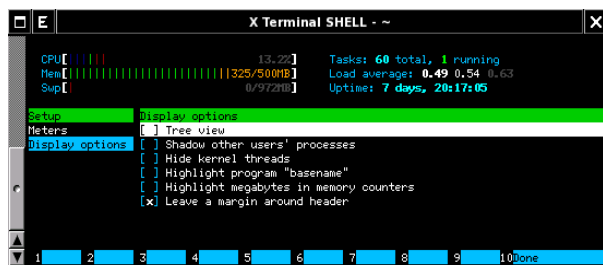 E X Terminal SHELL - ~ X
CPU[||||| 13.2%] Tasks: 60 total, 1 running
Mem[||||||||||||||||||||||||325/500MB] Load average: 0.49 0.54 0.63
Swp[| 0/972MB] Uptime: 7 days, 20:17:05
Setup Display options
Meters [ ] Tree view
Display options [ ] Shadow other users' processes
[ ] Hide kernel threads
[ ] Highlight program "basename"
[ ] Highlight megabytes in memory counters
[x] Leave a margin around header
1 2 3 4 5 6 7 8 9 10Done